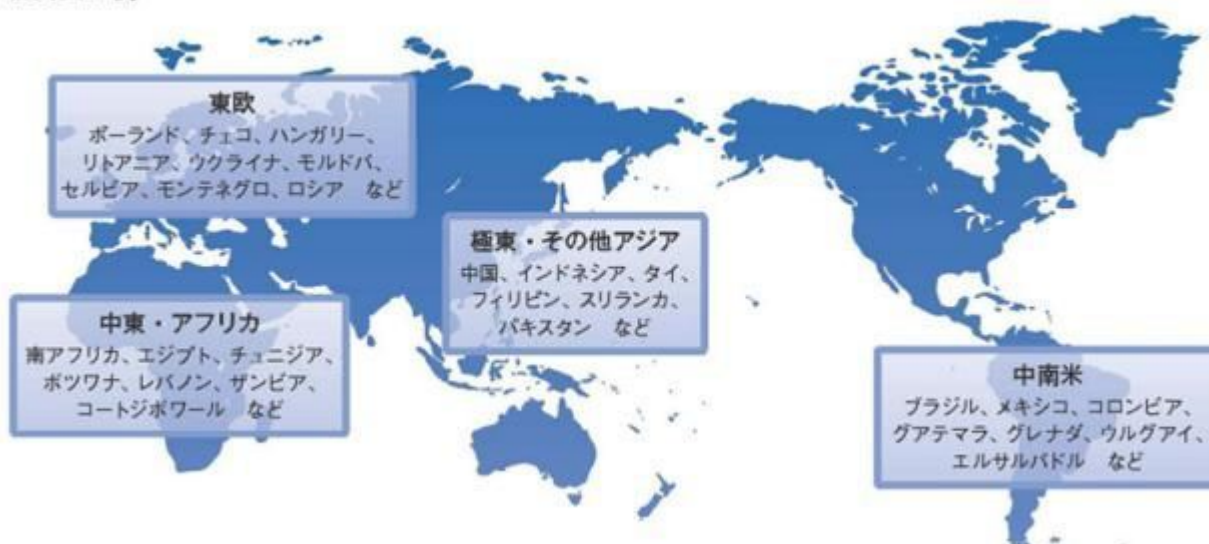 東欧
ポーランド、チェコ、ハンガリー、
リトアニア、ウクライナ、モルドバ、
セルビア、モンテネグロ、ロシア　など
極東・その他アジア
中国、インドネシア、タイ、
フィリピン、スリランカ、
パキスタン　など
中東・アフリカ
南アフリカ、エジプト、チュニジア、
ボツワナ、レバノン、ザンビア、
コートジボワール　など
中南米
ブラジル、メキシコ、コロンビア、
グアテマラ、グレナダ、ウルグアイ、
エルサルバドル　など